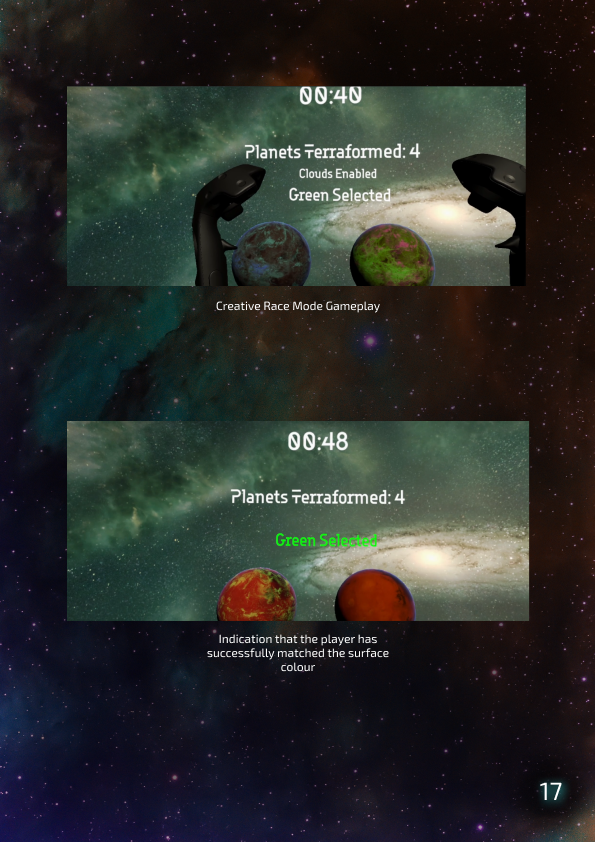 00:40
Planets Terraformed: 4
Clouds Enabled
Green Selected
Creative Race Mode Gameplay
00:48
Planets Terraformed: 4
Green Selected
Indication that the player has
successfully matched the surface
colour
17